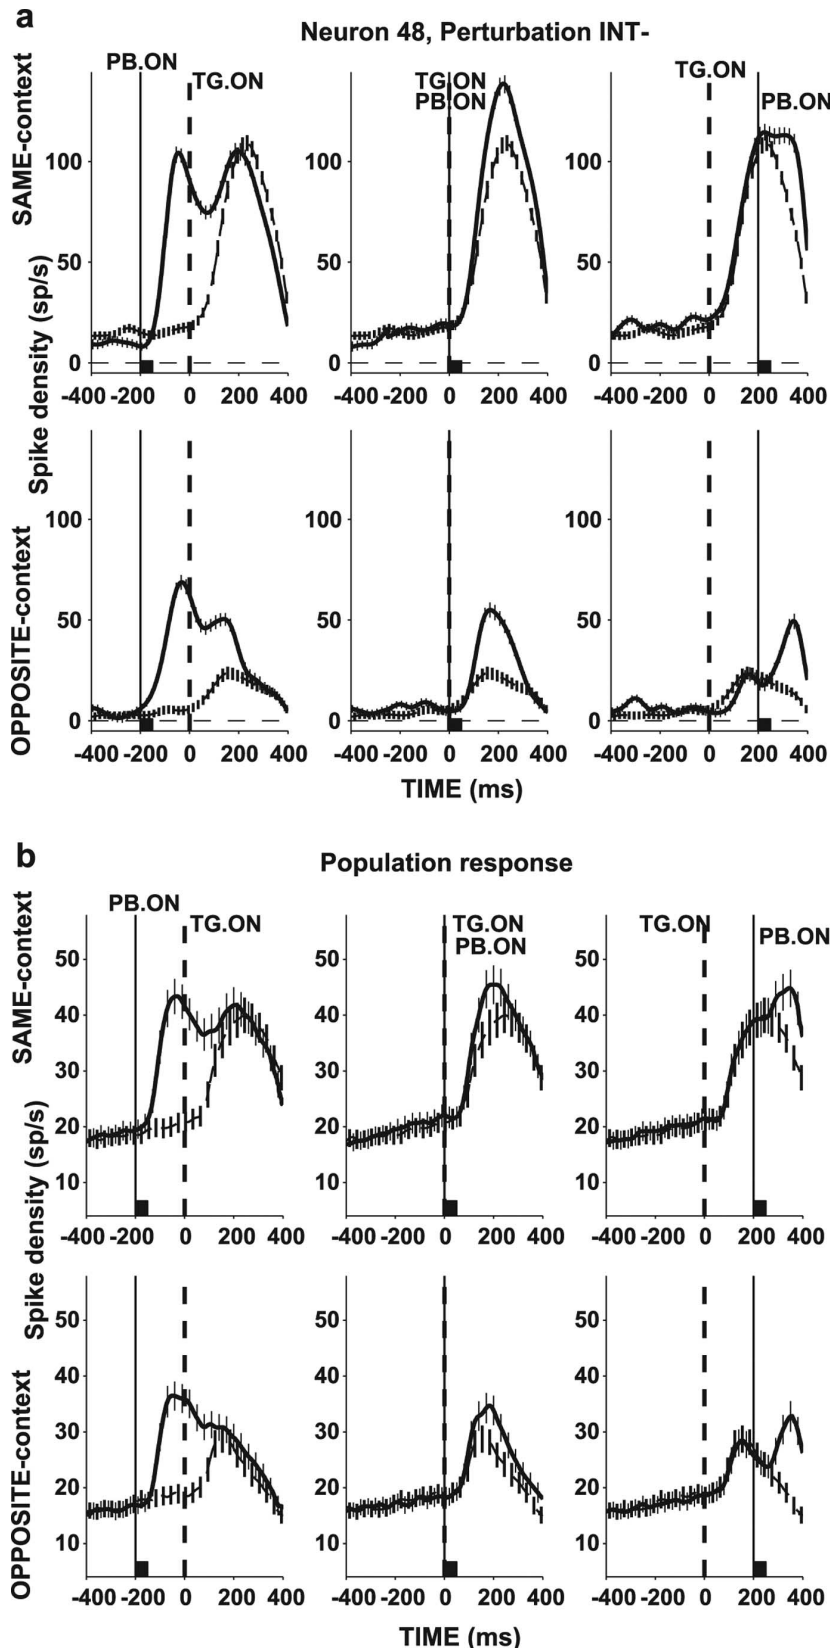 a
Neuron 48, Perturbation INT-
PB.ON
TG.ON
TG.ON
PB.ON
TG.ON
PB.ON
SAME-context
OPPOSITE-context
Spike density (sp/s)
100
50
0
-400 -200 0 200 400
100
50
0
-400 -200 0 200 400
100
50
0
-400 -200 0 200 400
100
50
0
-400 -200 0 200 400
100
50
0
-400 -200 0 200 400
100
50
0
-400 -200 0 200 400
TIME (ms)
b
Population response
PB.ON
TG.ON
TG.ON
PB.ON
TG.ON
PB.ON
SAME-context
OPPOSITE-context
Spike density (sp/s)
50
40
30
20
10
-400 -200 0 200 400
50
40
30
20
10
-400 -200 0 200 400
50
40
30
20
10
-400 -200 0 200 400
50
40
30
20
10
-400 -200 0 200 400
50
40
30
20
10
-400 -200 0 200 400
50
40
30
20
10
-400 -200 0 200 400
TIME (ms)